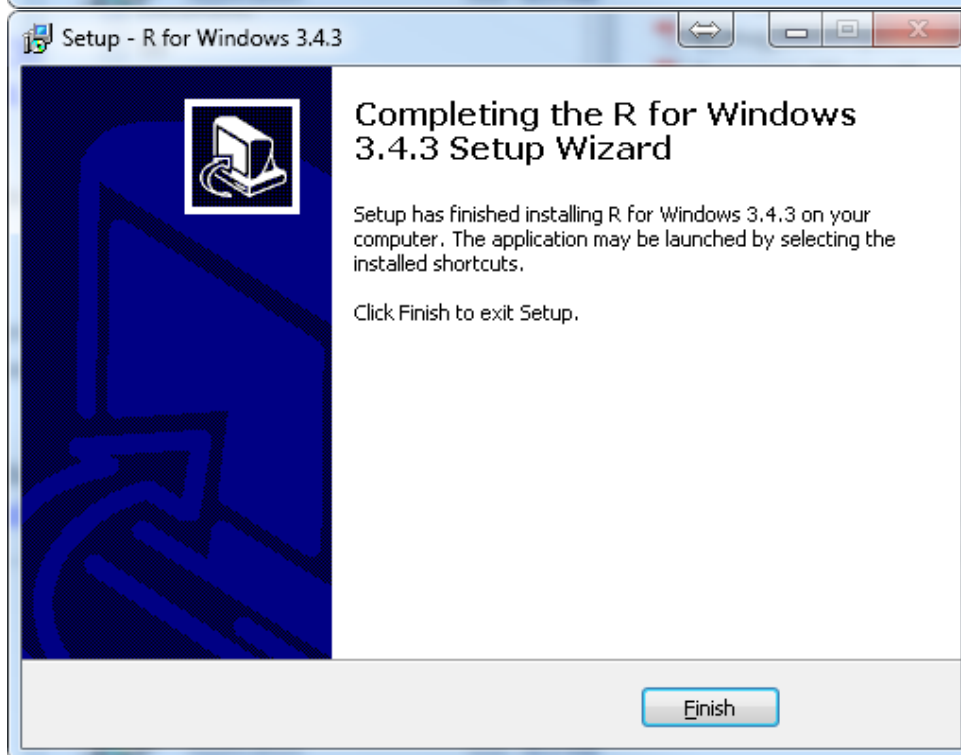 Setup - R for Windows 3.4.3
Completing the R for Windows
3.4.3 Setup Wizard
Setup has finished installing R for Windows 3.4.3 on your
computer. The application may be launched by selecting the
installed shortcuts.
Click Finish to exit Setup.
Finish